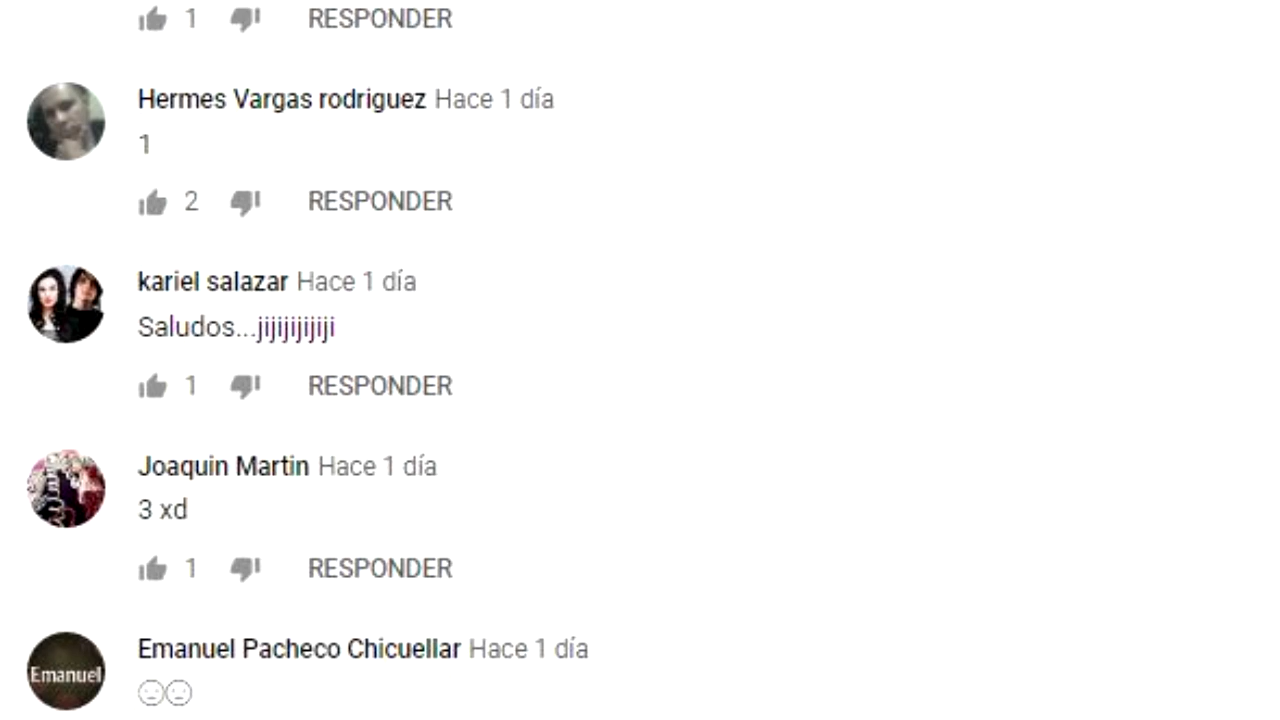 1 RESPONDER
Hermes Vargas rodriguez Hace 1 día
1
2 RESPONDER
kariel salazar Hace 1 día
Saludos...jijijijijiji
1 RESPONDER
Joaquin Martin Hace 1 día
3 xd
1 RESPONDER
Emanuel Pacheco Chicuellar Hace 1 día
Emanuel
😐😐